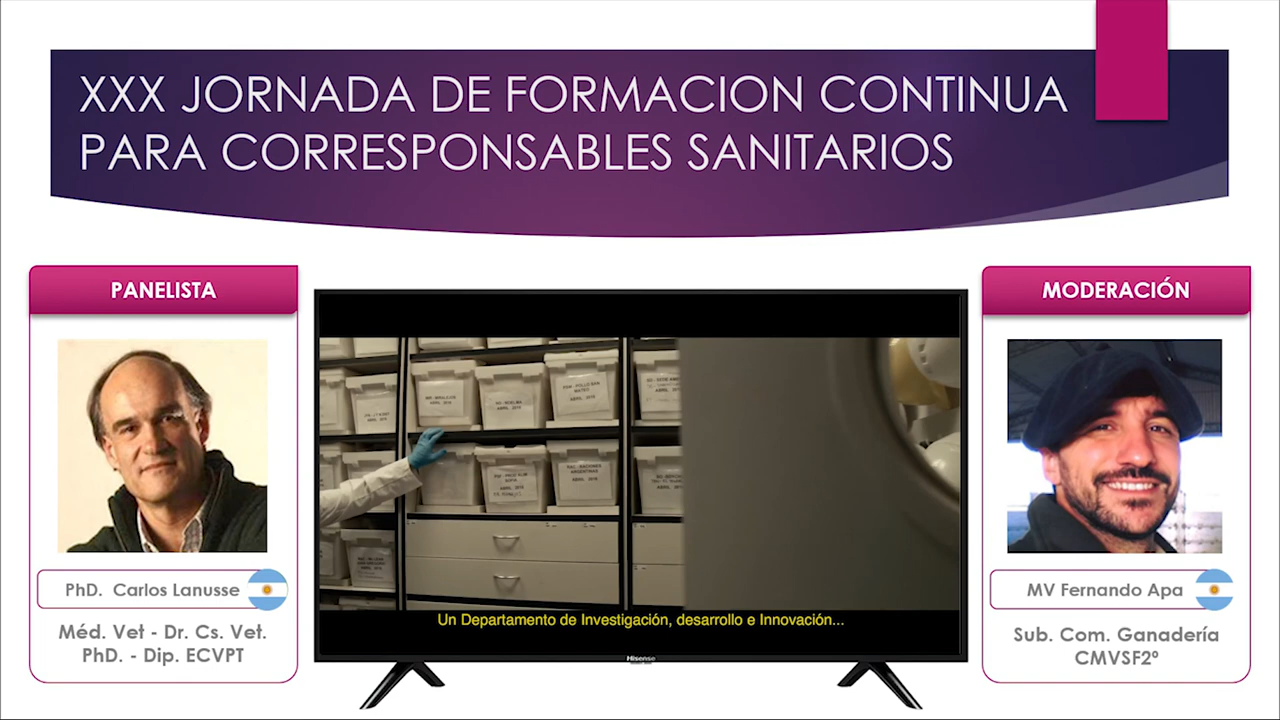 XXX JORNADA DE FORMACION CONTINUA
PARA CORRESPONSABLES SANITARIOS
PANELISTA
PhD. Carlos Lanusse
Méd. Vet - Dr. Cs. Vet.
PhD. - Dip. ECVPT
Un Departamento de Investigación, desarrollo e Innovación...
Hisense
MODERACIÓN
MV Fernando Apa
Sub. Com. Ganadería
CMVSF2º